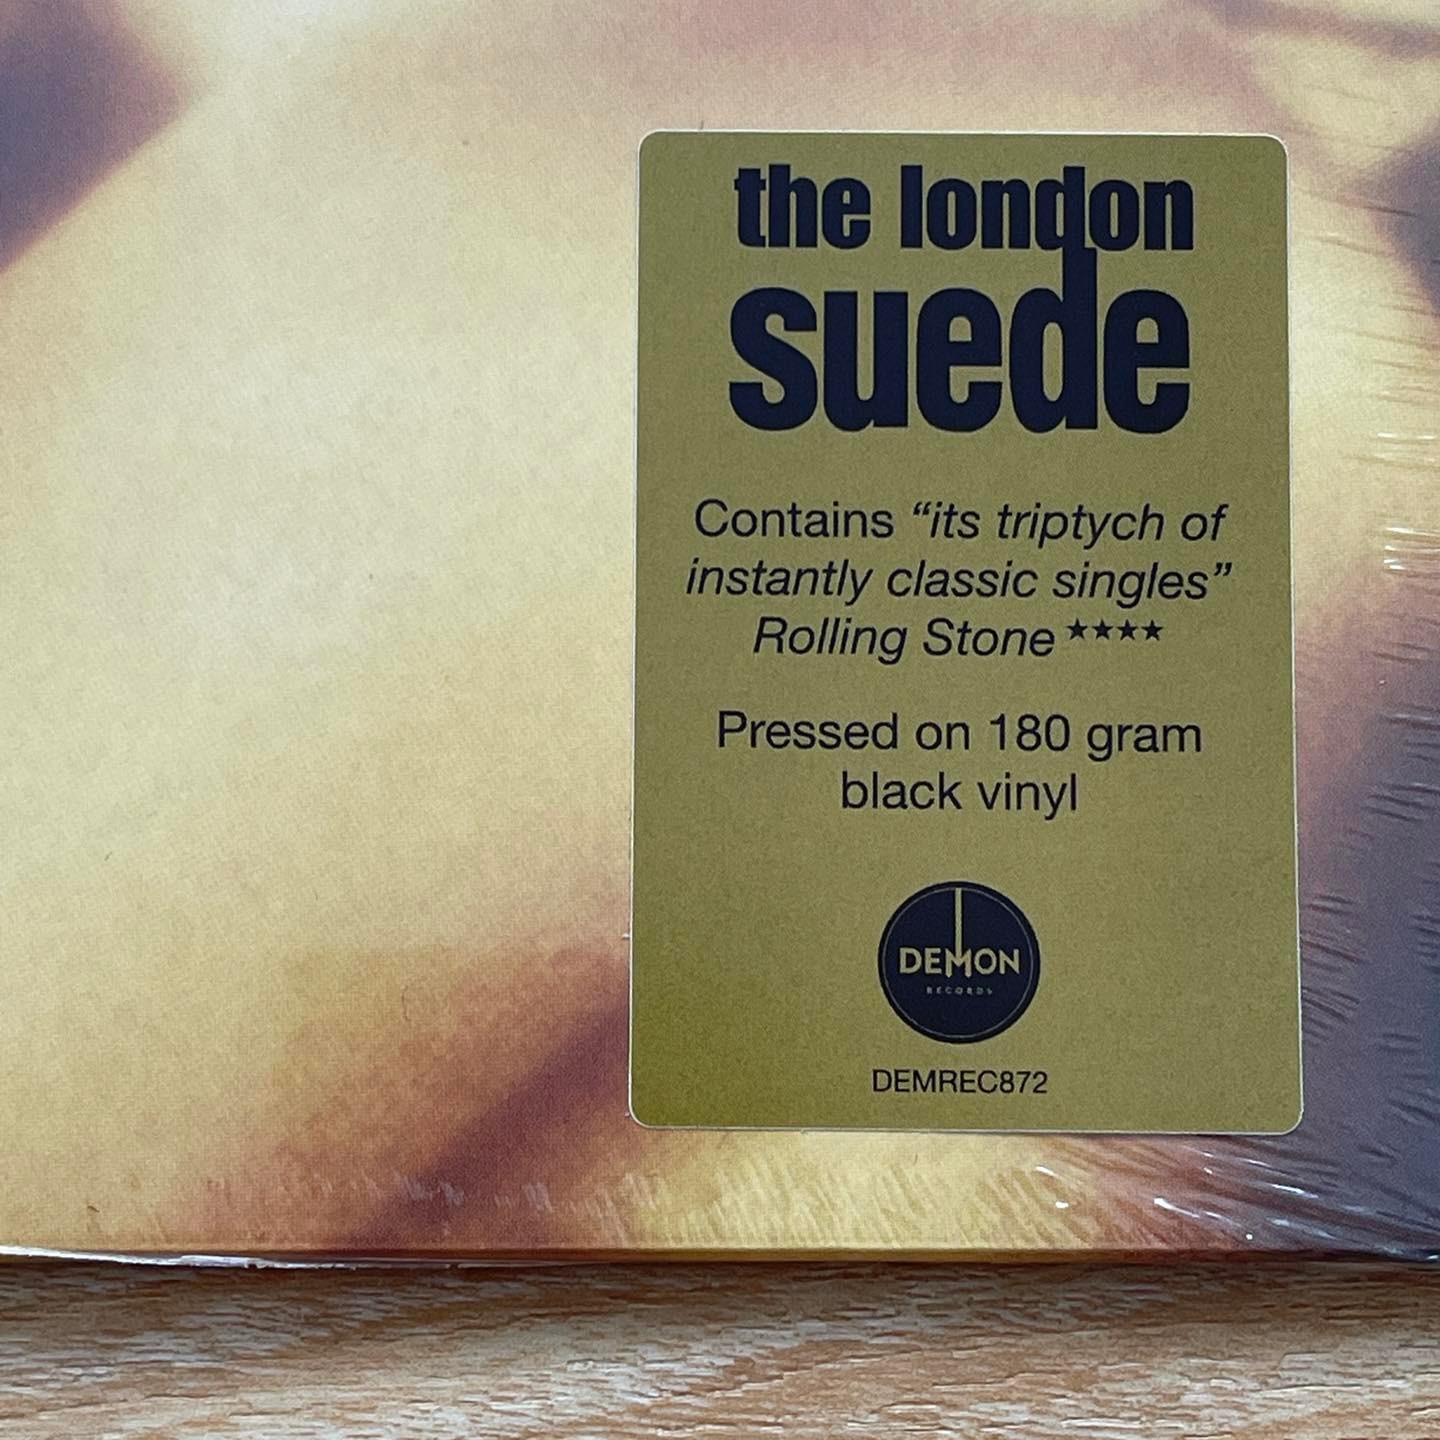 the london
suede
Contains “its triptych of
instantly classic singles”
Rolling Stone ★★★★
Pressed on 180 gram
black vinyl
DEMON
RECORDS
DEMREC872